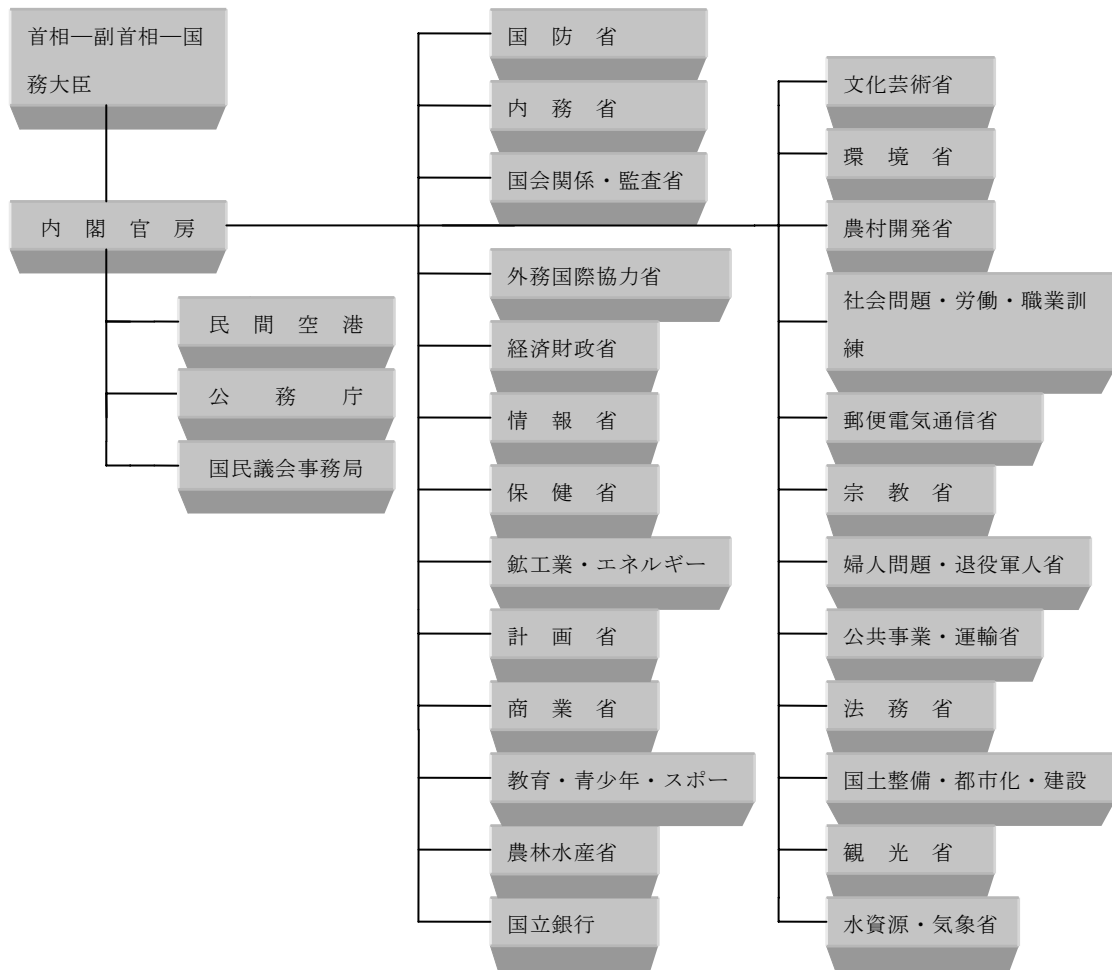 首相―副首相―国
務大臣
内　閣　官　房
民　間　空　港
公　務　庁
国民議会事務局
国　防　省
内　務　省
国会関係・監査省
外務国際協力省
経済財政省
情　報　省
保　健　省
鉱工業・エネルギー
計　画　省
商　業　省
教育・青少年・スポー
農林水産省
国立銀行
文化芸術省
環　境　省
農村開発省
社会問題・労働・職業訓
練
郵便電気通信省
宗　教　省
婦人問題・退役軍人省
公共事業・運輸省
法　務　省
国土整備・都市化・建設
観　光　省
水資源・気象省